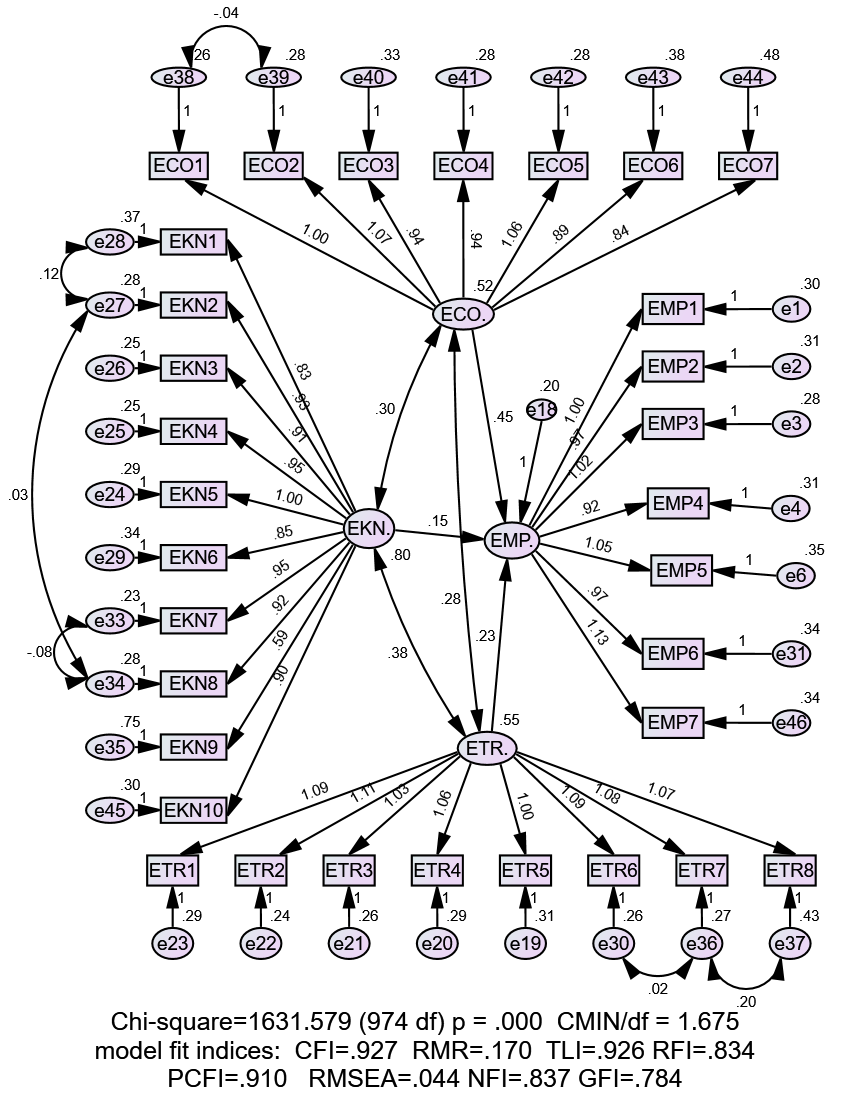 -.04
.26 .28 .33 .28 .28 .38 .48
e38 e39 e40 e41 e42 e43 e44
1 1 1 1 1 1 1
ECO1 ECO2 ECO3 ECO4 ECO5 ECO6 ECO7
1.00 1.07 .94 .94 1.06 .89 .84
.52
ECO.
.37
e28 1 EKN1
.12
.28
e27 1 EKN2
.25
e26 1 EKN3
.25
e25 1 EKN4
.03
.29
e24 1 EKN5
.34
e29 1 EKN6
.23
e33 1 EKN7
-.08
.28
e34 1 EKN8
.75
e35 1 EKN9
.30
e45 1 EKN10
.83
.93
.91
.95
1.00
.85
.95
.92
.59
.90
EKN.
.80
.30
.45
.15
.28
.38
.23
.20
e18
1
EMP.
1.00
.97
1.02
.92
1.05
.97
1.13
.30
EMP1 1 e1
.31
EMP2 1 e2
.28
EMP3 1 e3
.31
EMP4 1 e4
.35
EMP5 1 e6
.34
EMP6 1 e31
.34
EMP7 1 e46
.55
ETR.
1.09 1.11 1.03 1.06 1.00 1.09 1.08 1.07
ETR1 ETR2 ETR3 ETR4 ETR5 ETR6 ETR7 ETR8
1 1 1 1 1 1 1 1
.29 .24 .26 .29 .31 .26 .27 .43
e23 e22 e21 e20 e19 e30 e36 e37
.02 .20
Chi-square=1631.579 (974 df) p = .000 CMIN/df = 1.675
model fit indices: CFI=.927 RMR=.170 TLI=.926 RFI=.834
PCFI=.910 RMSEA=.044 NFI=.837 GFI=.784